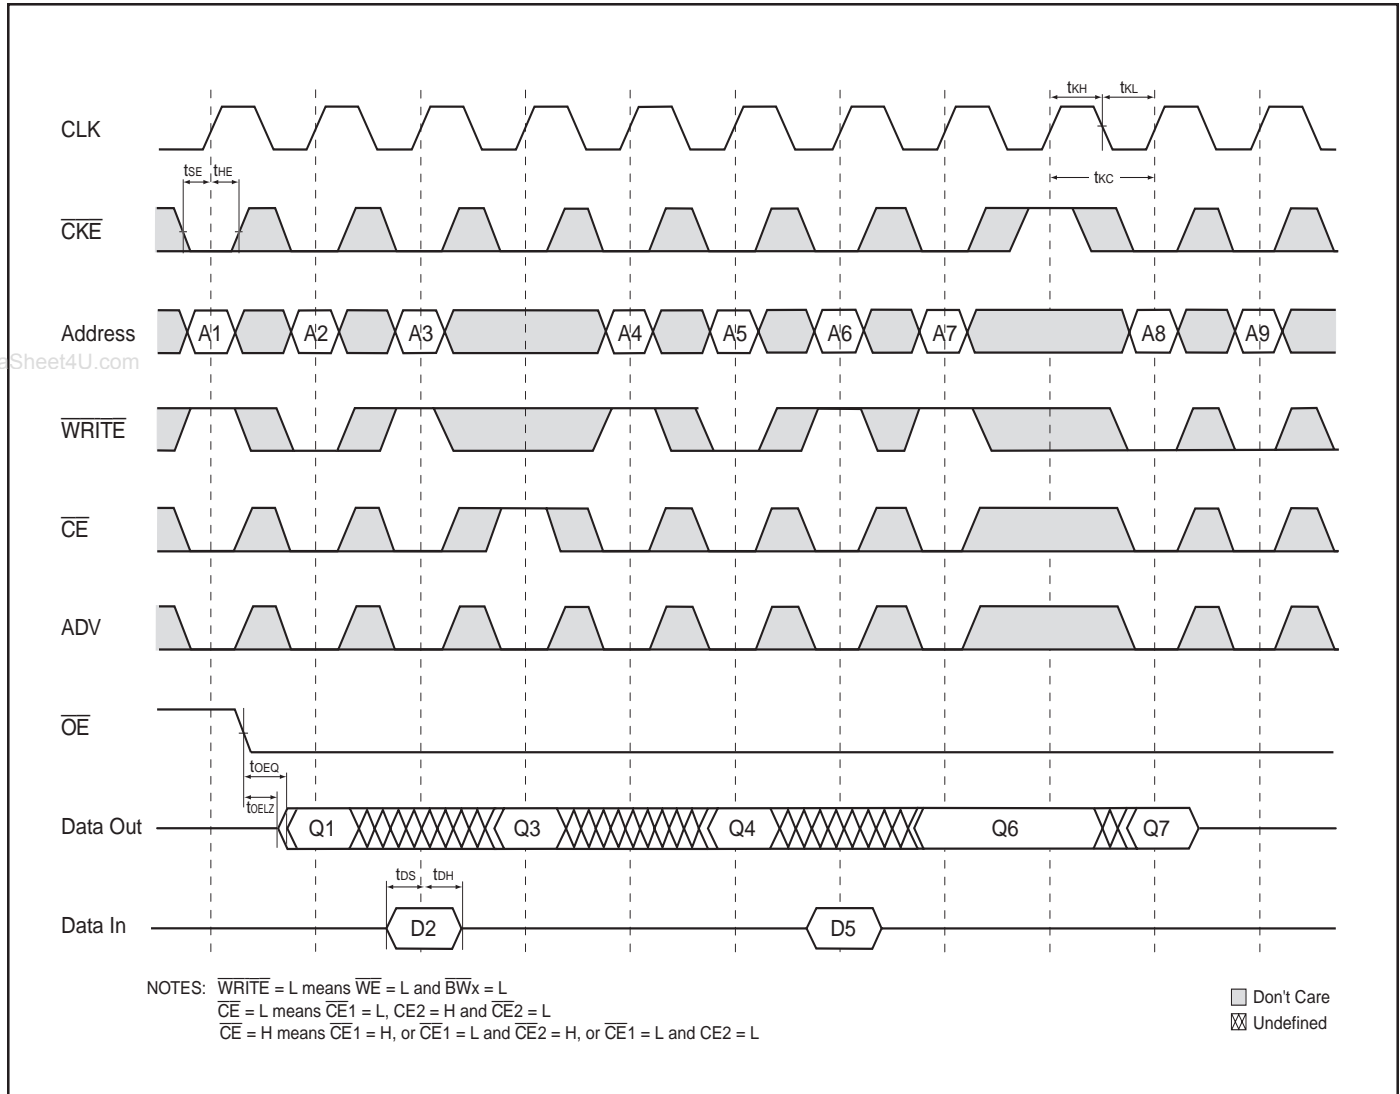 tKH tKL
CLK
tSE tHE
tKC
CKE
Address A1 A2 A3 A4 A5 A6 A7 A8 A9
aSheet4U.com
WRITE
CE
ADV
OE
tOEQ
tOELZ
Data Out Q1 Q3 Q4 Q6 Q7
tDS tDH
Data In D2 D5
NOTES: WRITE = L means WE = L and BWx = L
CE = L means CE1 = L, CE2 = H and CE2 = L
CE = H means CE1 = H, or CE1 = L and CE2 = H, or CE1 = L and CE2 = L
Don't Care
Undefined